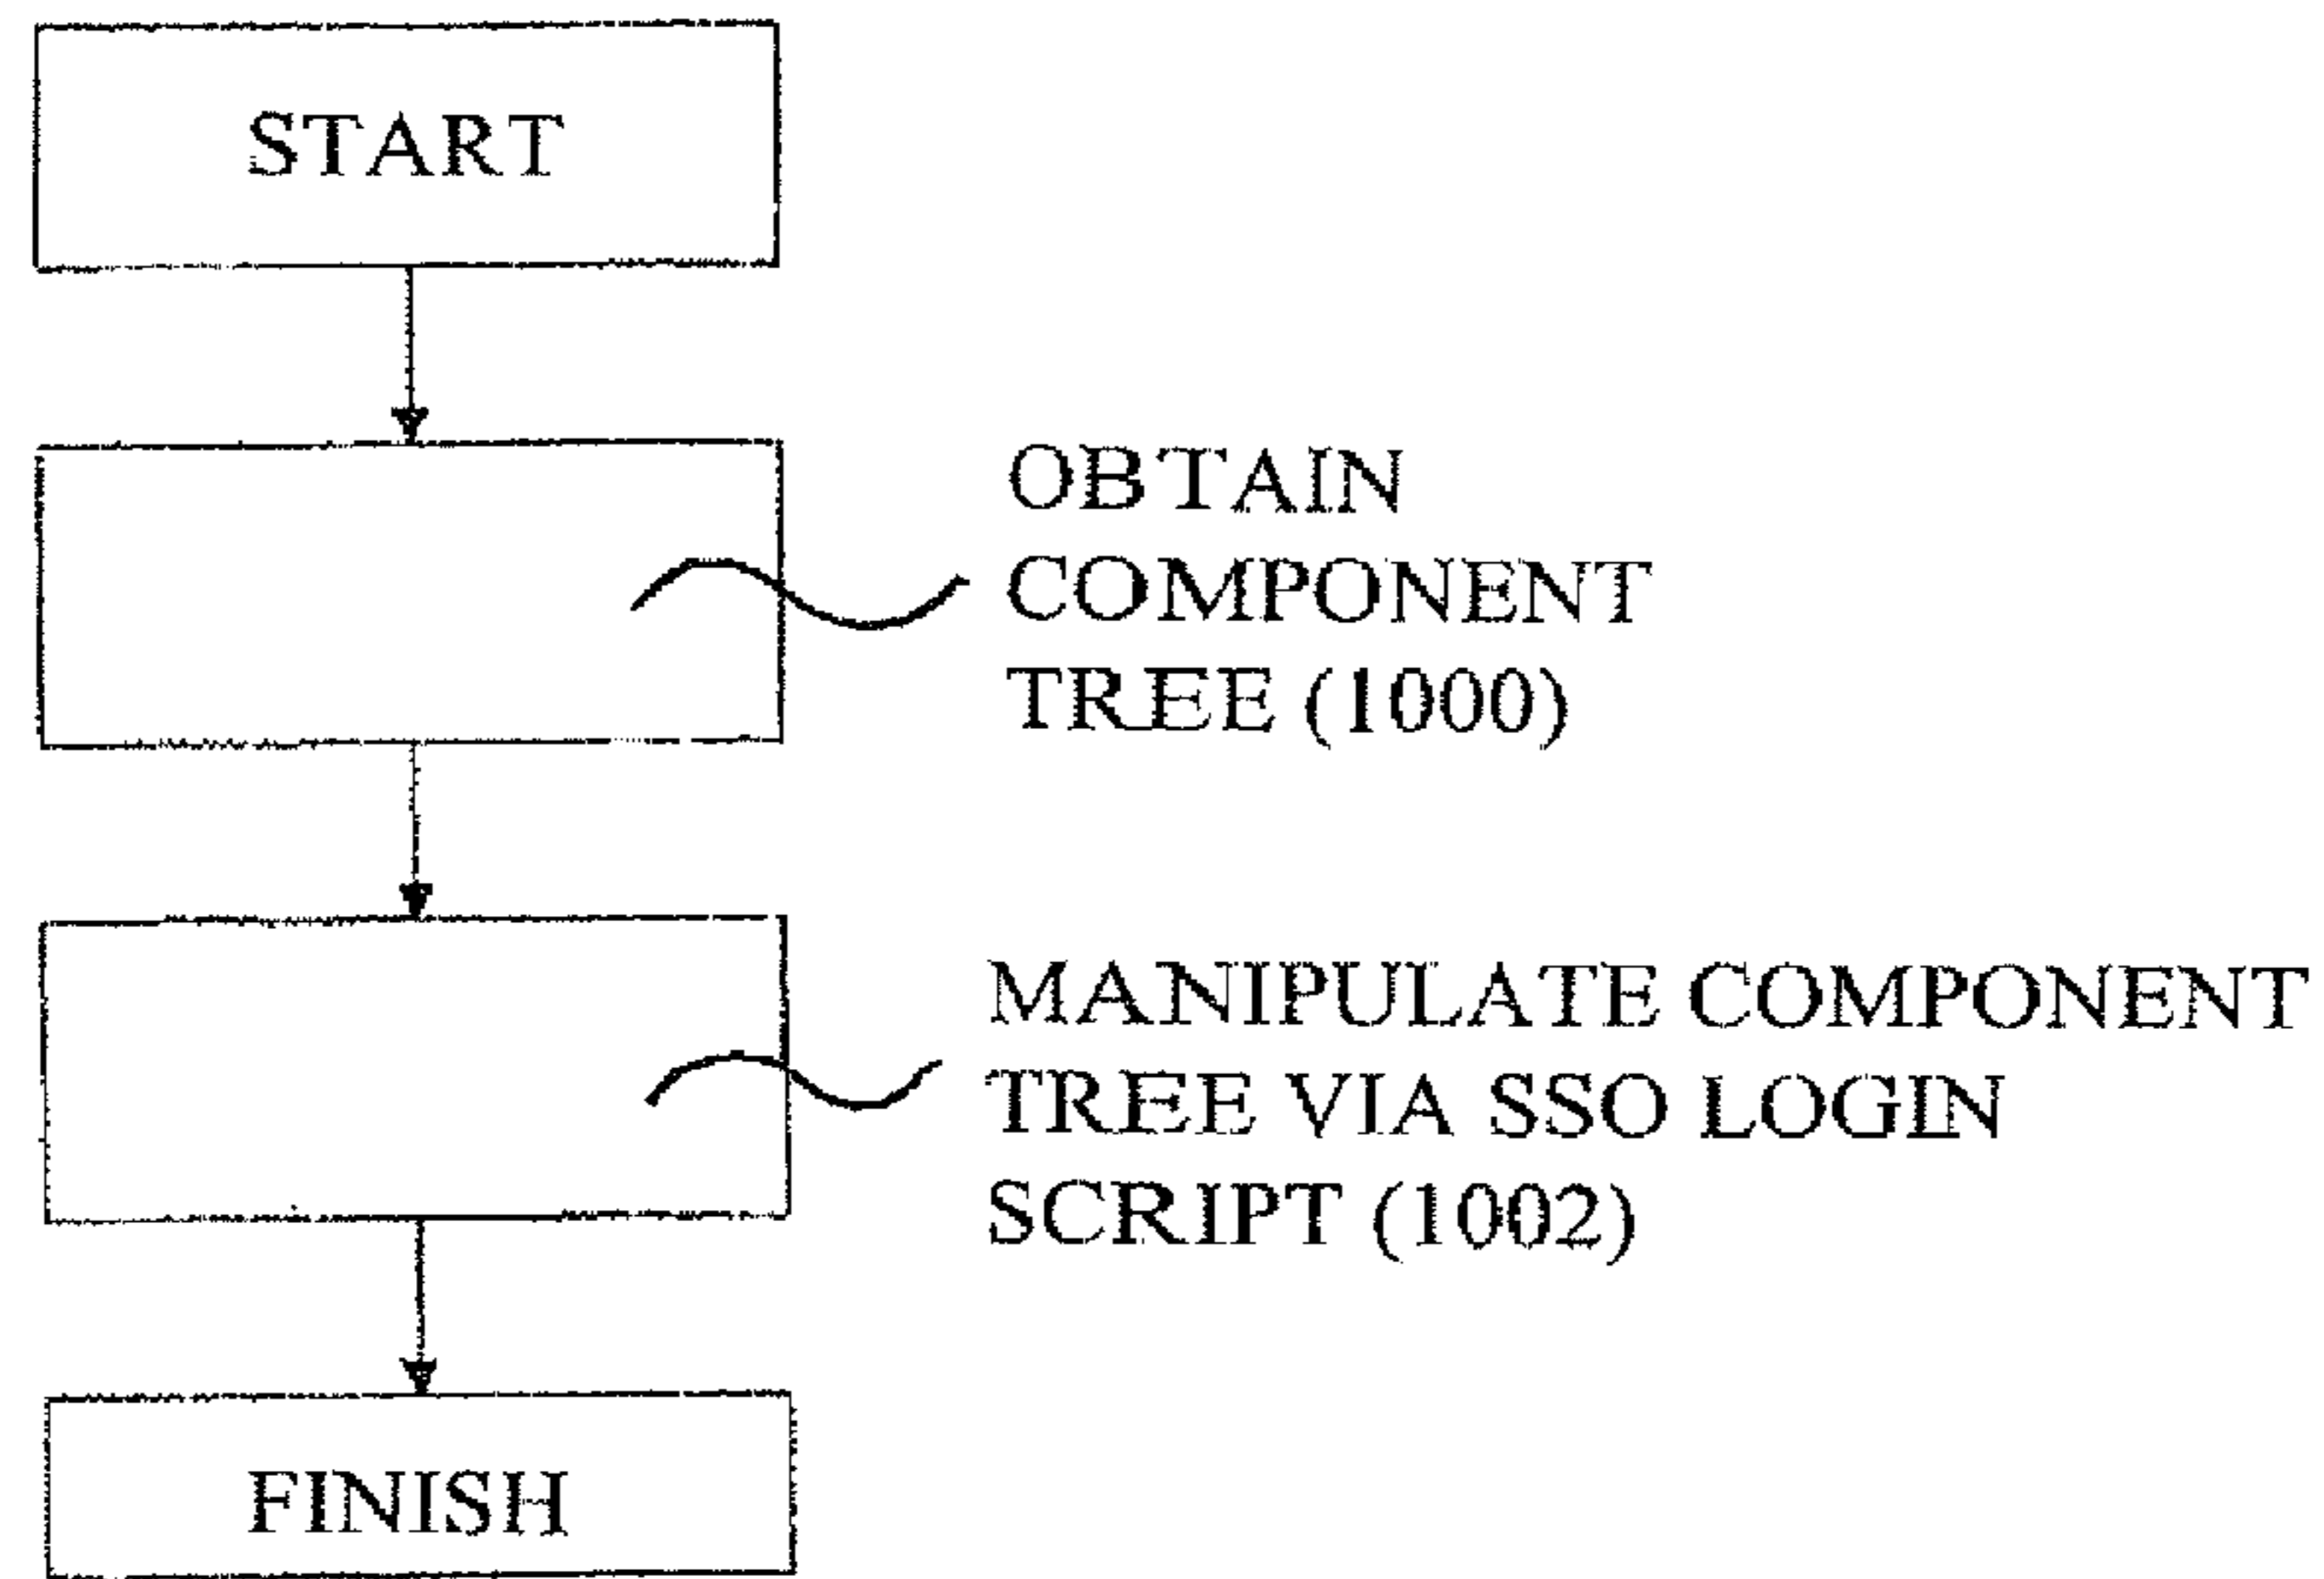 START
OBTAIN
COMPONENT
TREE (1000)
MANIPULATE COMPONENT
TREE VIA SSO LOGIN
SCRIPT (1002)
FINISH